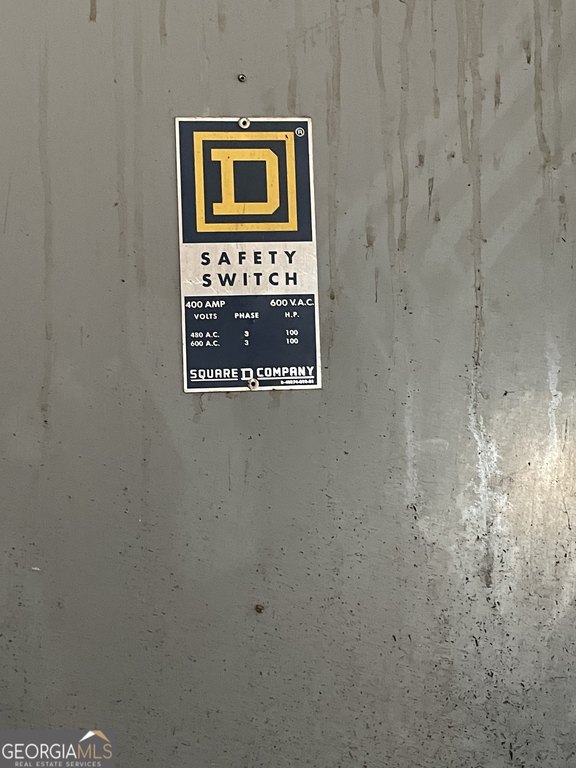 D ®
SAFETY
SWITCH
400 AMP 600 V.A.C.
VOLTS PHASE H.P.
480 A.C. 3 100
600 A.C. 3 100
SQUARE D COMPANY
GEORGIAMLS
REAL ESTATE SERVICES